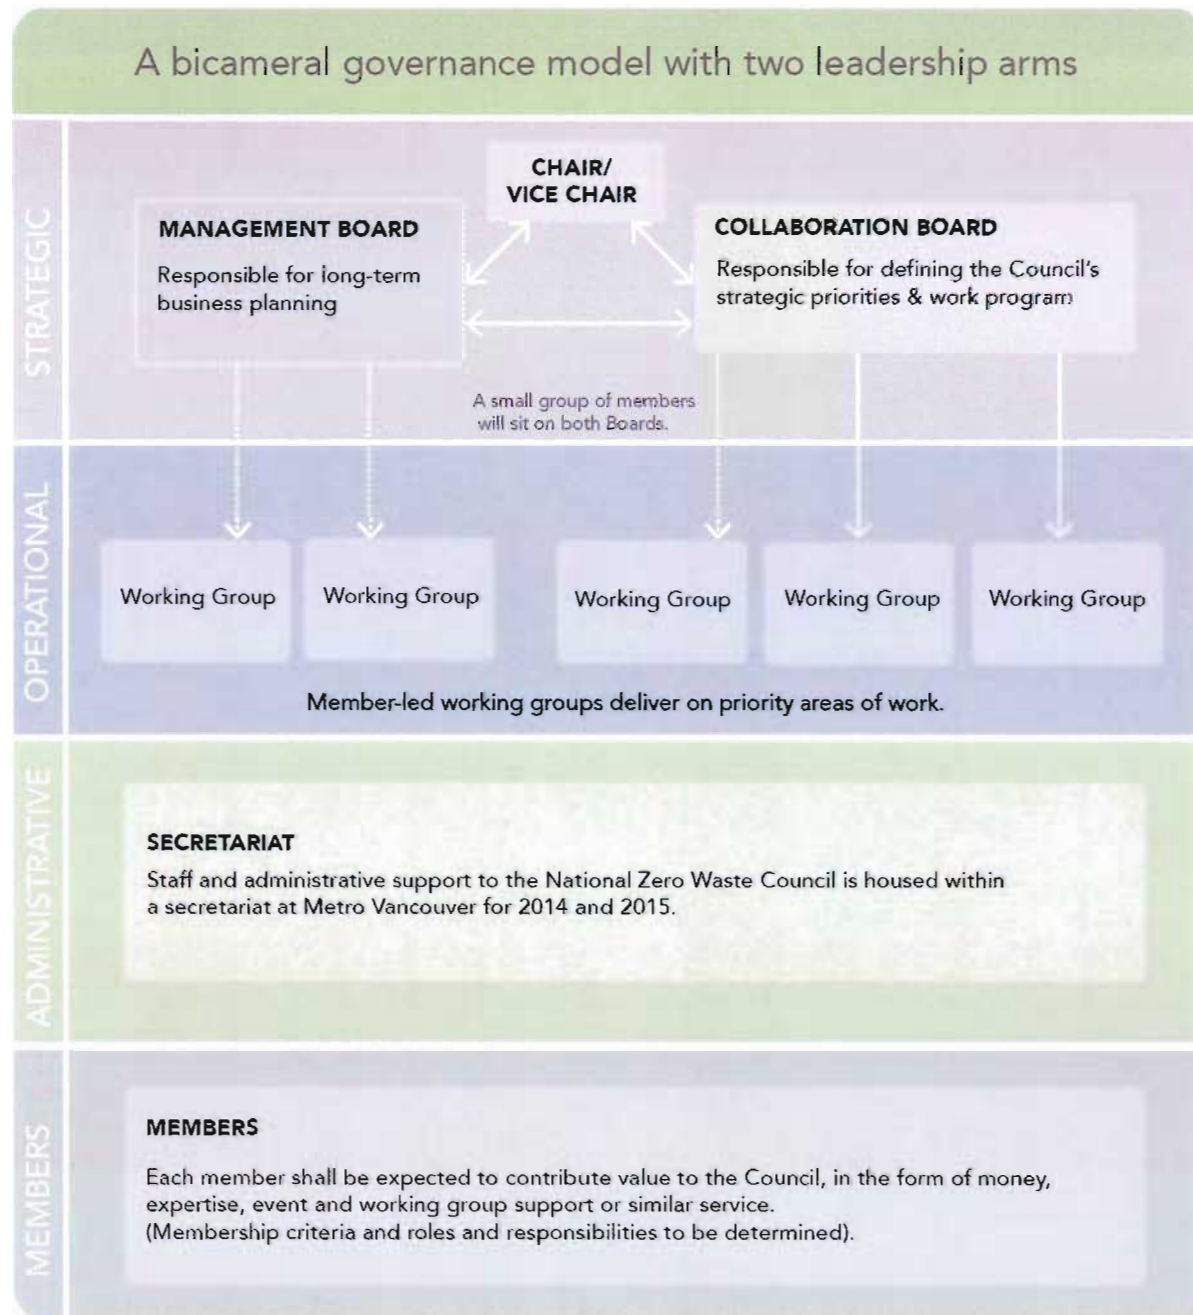 A bicameral governance model with two leadership arms
STRATEGIC
CHAIR/
VICE CHAIR
MANAGEMENT BOARD
Responsible for long-term
business planning
COLLABORATION BOARD
Responsible for defining the Council's
strategic priorities & work program
A small group of members
will sit on both Boards.
OPERATIONAL
Working Group
Working Group
Working Group
Working Group
Working Group
Member-led working groups deliver on priority areas of work.
ADMINISTRATIVE
SECRETARIAT
Staff and administrative support to the National Zero Waste Council is housed within
a secretariat at Metro Vancouver for 2014 and 2015.
MEMBERS
MEMBERS
Each member shall be expected to contribute value to the Council, in the form of money,
expertise, event and working group support or similar service.
(Membership criteria and roles and responsibilities to be determined).